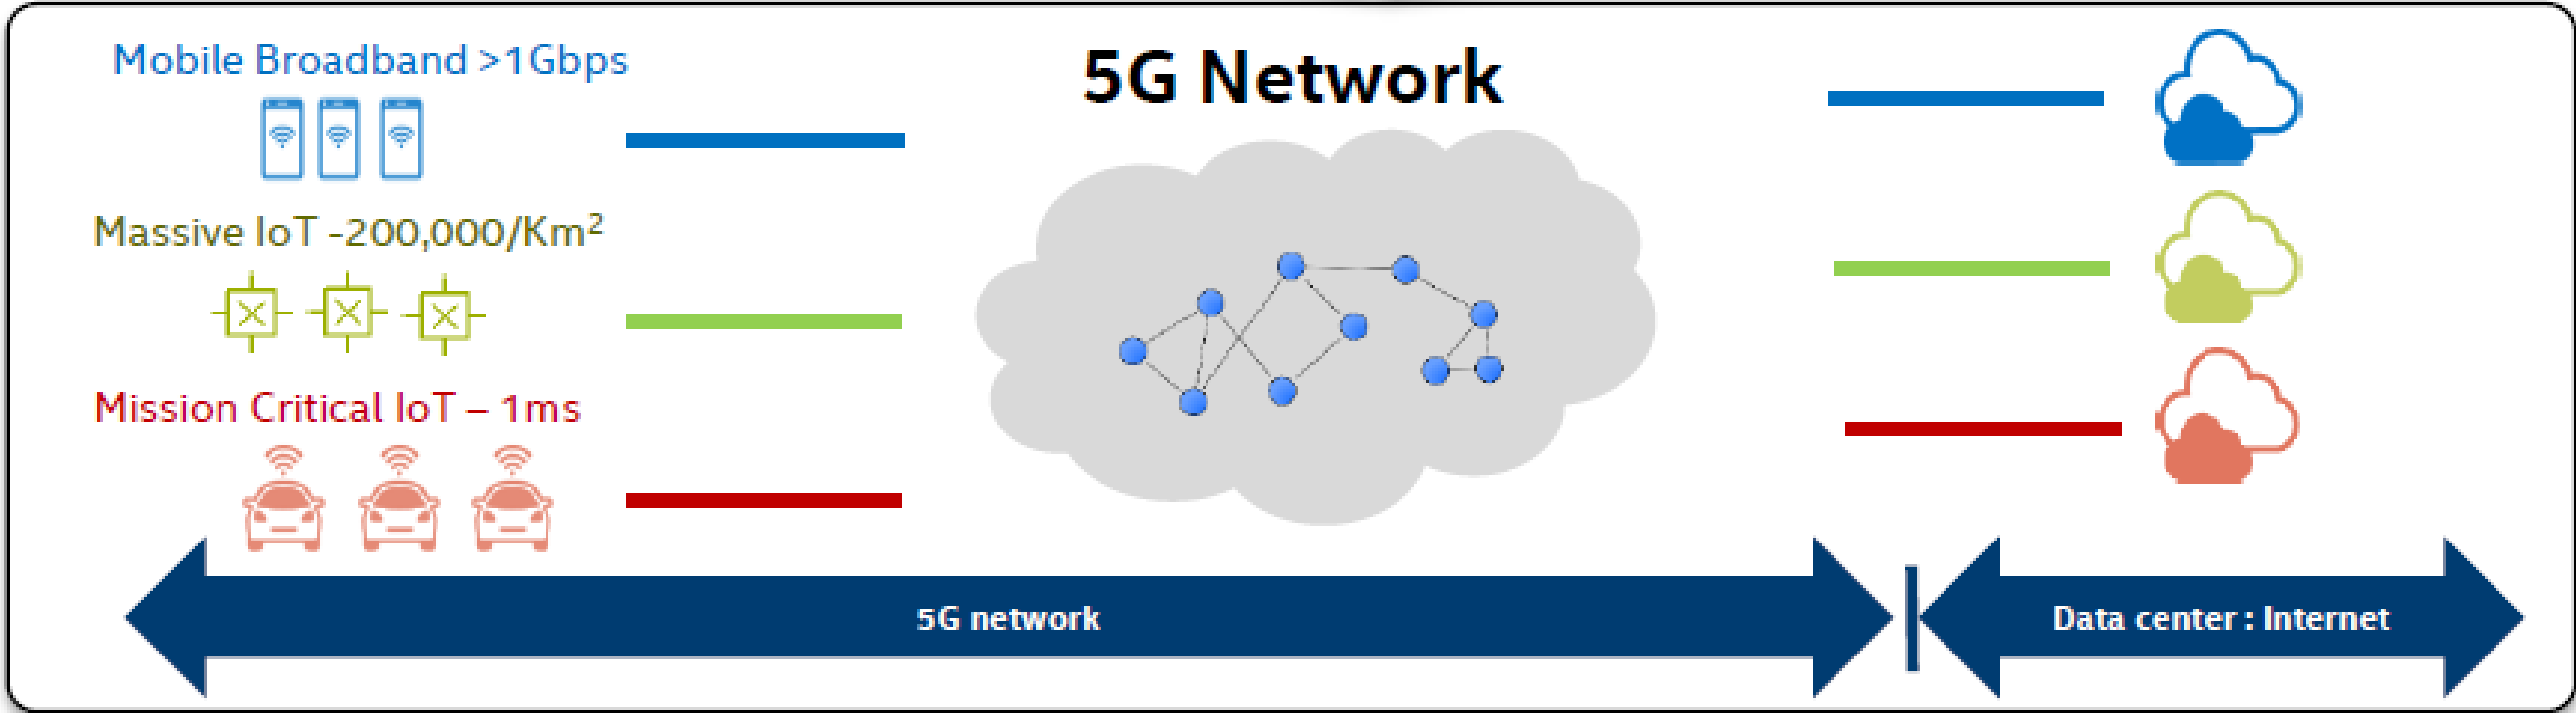 Mobile Broadband >1Gbps
5G Network
Massive IoT -200,000/Km²
Mission Critical IoT – 1ms
5G network
Data center : Internet